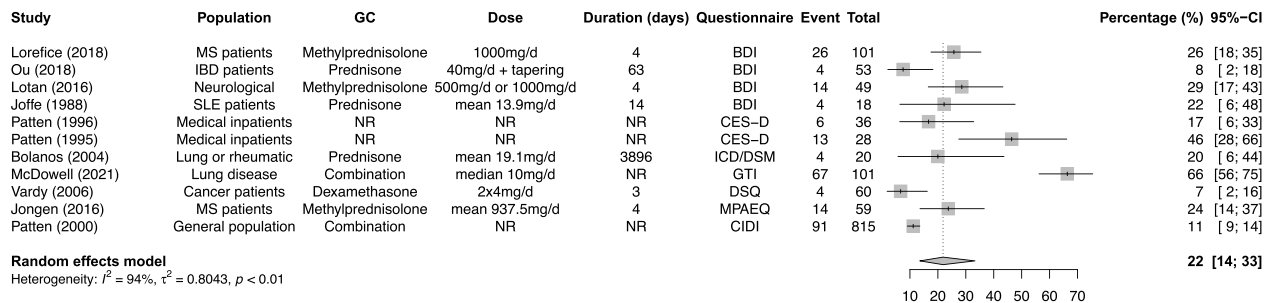 Study Population GC Dose Duration (days) Questionnaire Event Total Percentage (%) 95%−CI
Lorefice (2018) MS patients Methylprednisolone 1000mg/d 4 BDI 26 101 26 [18; 35]
Ou (2018) IBD patients Prednisone 40mg/d + tapering 63 BDI 4 53 8 [ 2; 18]
Lotan (2016) Neurological Methylprednisolone 500mg/d or 1000mg/d 4 BDI 14 49 29 [17; 43]
Joffe (1988) SLE patients Prednisone mean 13.9mg/d 14 BDI 4 18 22 [ 6; 48]
Patten (1996) Medical inpatients NR NR NR CES−D 6 36 17 [ 6; 33]
Patten (1995) Medical inpatients NR NR NR CES−D 13 28 46 [28; 66]
Bolanos (2004) Lung or rheumatic Prednisone mean 19.1mg/d 3896 ICD/DSM 4 20 20 [ 6; 44]
McDowell (2021) Lung disease Combination median 10mg/d NR GTI 67 101 66 [56; 75]
Vardy (2006) Cancer patients Dexamethasone 2x4mg/d 3 DSQ 4 60 7 [ 2; 16]
Jongen (2016) MS patients Methylprednisolone mean 937.5mg/d 4 MPAEQ 14 59 24 [14; 37]
Patten (2000) General population Combination NR NR CIDI 91 815 11 [ 9; 14]
Random effects model 22 [14; 33]
Heterogeneity: I² = 94%, τ² = 0.8043, p < 0.01
10 20 30 40 50 60 70